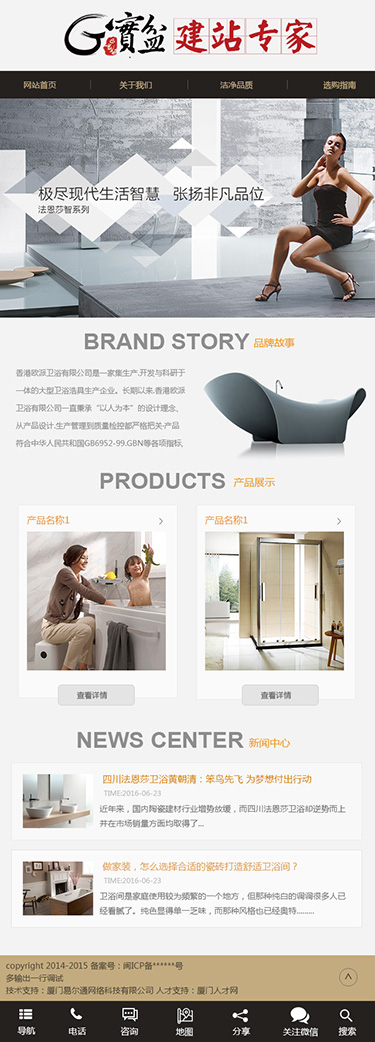 G宝盆 建站专家
网站首页 关于我们 洁净品质 选购指南
极尽现代生活智慧 张扬非凡品位
法恩莎智系列
BRAND STORY 品牌故事
香港欧派卫浴有限公司是一家集生产.开发与科研于
一体的大型卫浴浩具生产企业。长期以来.香港欧派
卫浴有限公司一直秉承“以人为本”的设计理念、
从产品设计.生产管理到质量检控都严格把关·产品
符合中华人民共和国GB6952-99.GBN等各项指标,
PRODUCTS 产品展示
产品名称1 >
产品名称1 >
查看详情
查看详情
NEWS CENTER 新闻中心
四川法恩莎卫浴黄朝清：笨鸟先飞 为梦想付出行动
TIME:2016-06-23
近年来，国内陶瓷建材行业增势放缓，而四川法恩莎卫浴却逆势而上
并在市场销量方面均取得了...
做家装，怎么选择合适的瓷砖打造舒适卫浴间？
TIME:2016-06-23
卫浴间是家庭使用较为频繁的一个地方，但那种纯白的调调很多人已
经看腻了。纯色显得单一乏味，而那种风格也已经奥特.........
copyright 2014-2015 备案号：闽ICP备******号
多输出一行调试
技术支持：厦门易尔通网络科技有限公司 人才支持：厦门人才网
导航 电话 咨询 地图 分享 关注微信 搜索